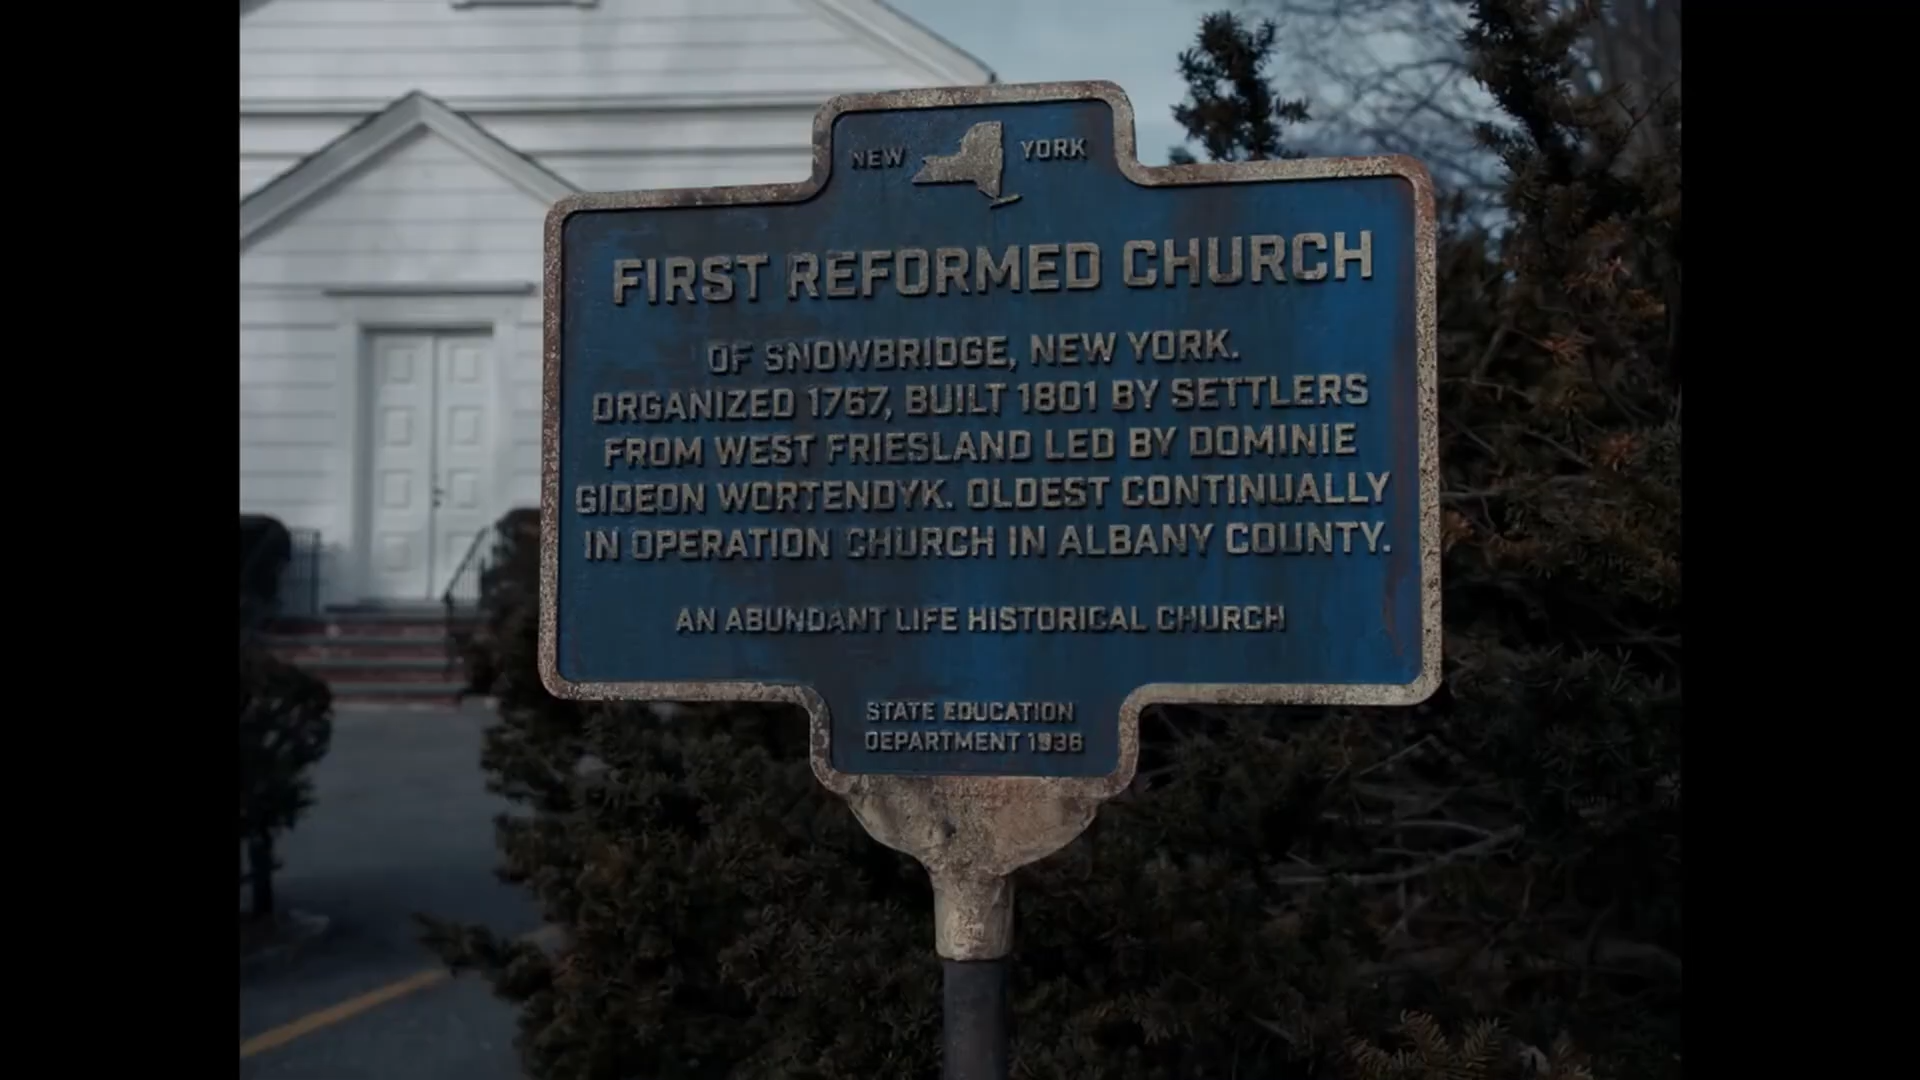 NEW YORK
FIRST REFORMED CHURCH
OF SNOWBRIDGE, NEW YORK.
ORGANIZED 1767, BUILT 1801 BY SETTLERS
FROM WEST FRIESLAND LED BY DOMINIE
GIDEON WORTENDYK. OLDEST CONTINUALLY
IN OPERATION CHURCH IN ALBANY COUNTY.
AN ABUNDANT LIFE HISTORICAL CHURCH
STATE EDUCATION
DEPARTMENT 1936